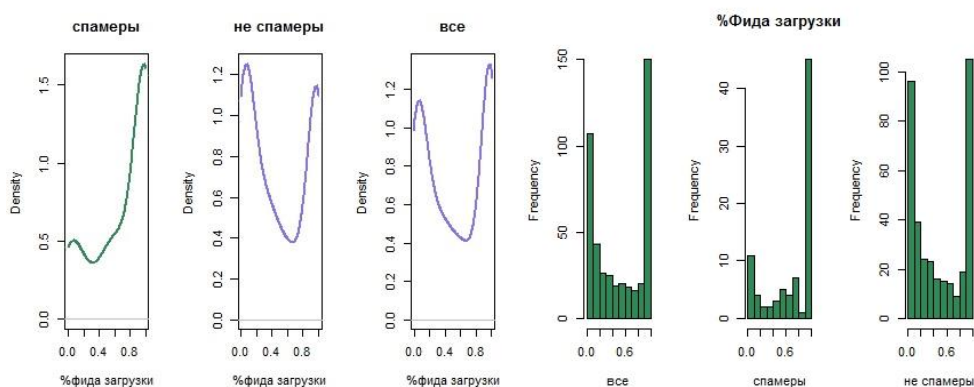 спамеры
не спамеры
все
%Фида загрузки
Density
0.0
0.5
1.0
1.5
0.0 0.4 0.8
%фида загрузки
Density
0.0
0.2
0.4
0.6
0.8
1.0
1.2
0.0 0.4 0.8
%фида загрузки
Density
0.0
0.2
0.4
0.6
0.8
1.0
1.2
0.0 0.4 0.8
%фида загрузки
Frequency
0
50
100
150
0.0 0.6
все
Frequency
0
10
20
30
40
0.0 0.6
спамеры
Frequency
0
20
40
60
80
100
0.0 0.6
не спамеры